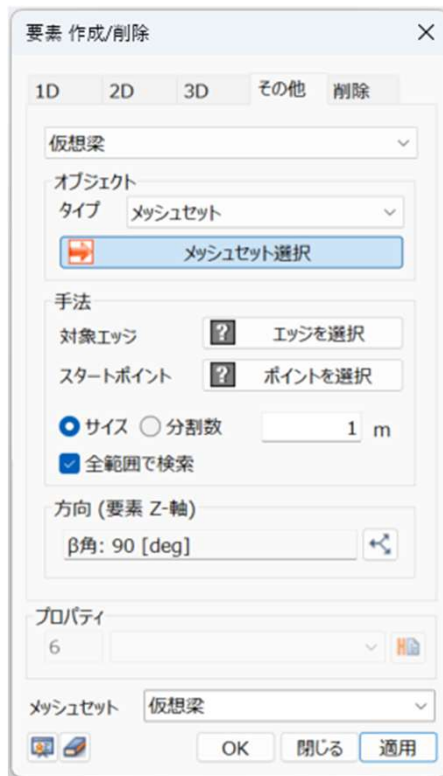 要素 作成/削除
1D 2D 3D その他 削除
仮想梁
オブジェクト
タイプ メッシュセット
メッシュセット選択
手法
対象エッジ ? エッジを選択
スタートポイント ? ポイントを選択
サイズ 分割数 1 m
全範囲で検索
方向 (要素 Z-軸)
β角: 90 [deg]
プロパティ
6
メッシュセット 仮想梁
OK 閉じる 適用